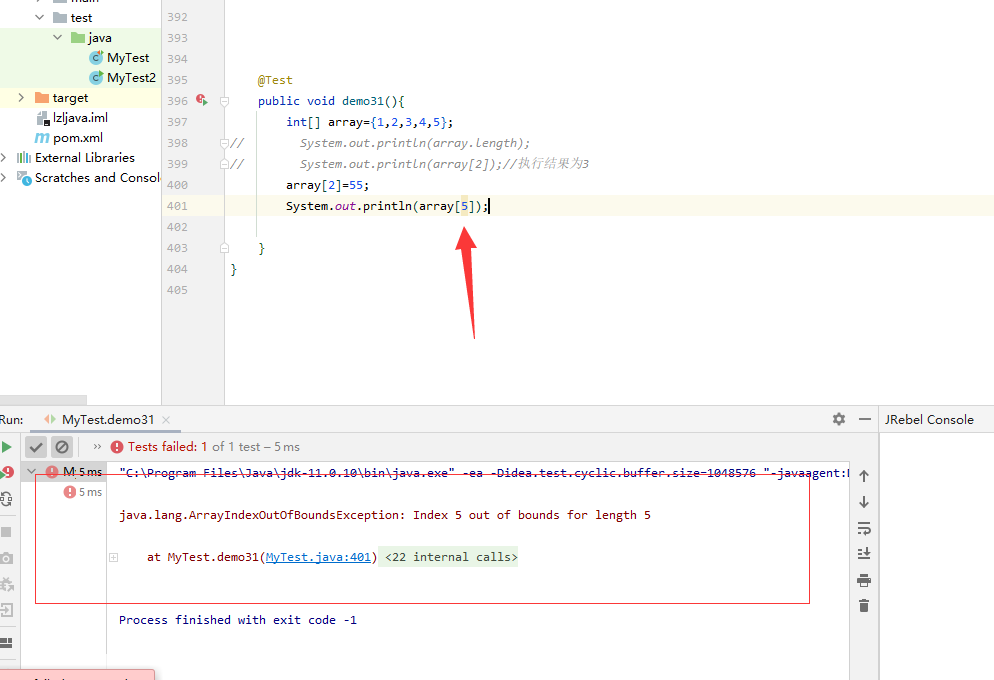 main
test
java
MyTest
MyTest2
target
lzljava.iml
pom.xml
External Libraries
Scratches and Consol
392
393
394
395 @Test
396 public void demo31(){
397 int[] array={1,2,3,4,5};
398 // System.out.println(array.length);
399 // System.out.println(array[2]);//执行结果为3
400 array[2]=55;
401 System.out.println(array[5]);
402
403 }
404 }
405
Run: MyTest.demo31
JRebel Console
Tests failed: 1 of 1 test – 5 ms
M 5 ms
5 ms
"C:\Program Files\Java\jdk-11.0.10\bin\java.exe" -ea -Didea.test.cyclic.buffer.size=1048576 "-javaagent:
java.lang.ArrayIndexOutOfBoundsException: Index 5 out of bounds for length 5
at MyTest.demo31(MyTest.java:401) <22 internal calls>
Process finished with exit code -1